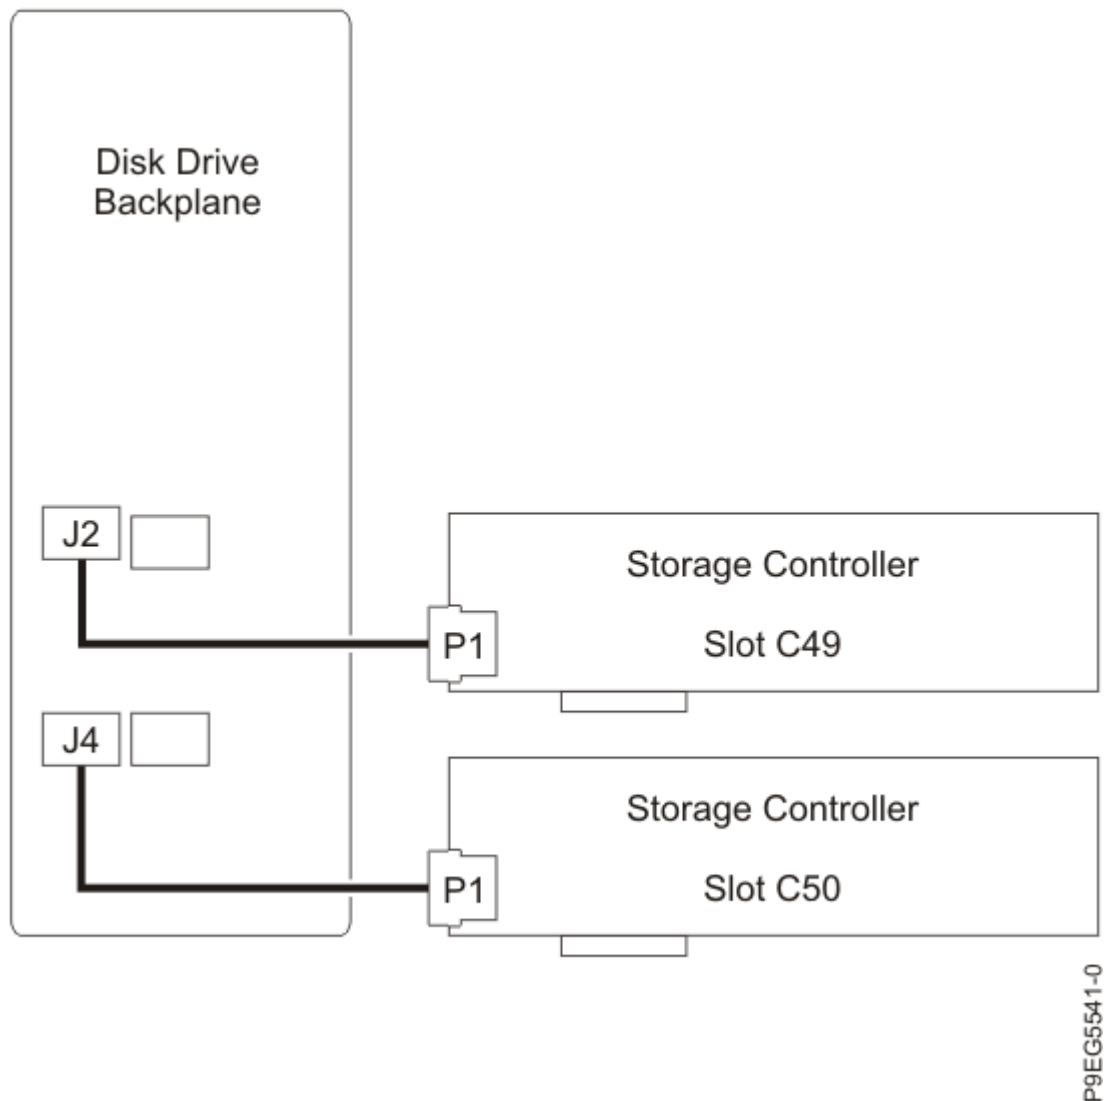 Disk Drive
Backplane
J2
Storage Controller
P1
Slot C49
J4
Storage Controller
P1
Slot C50
P9EG5541-0